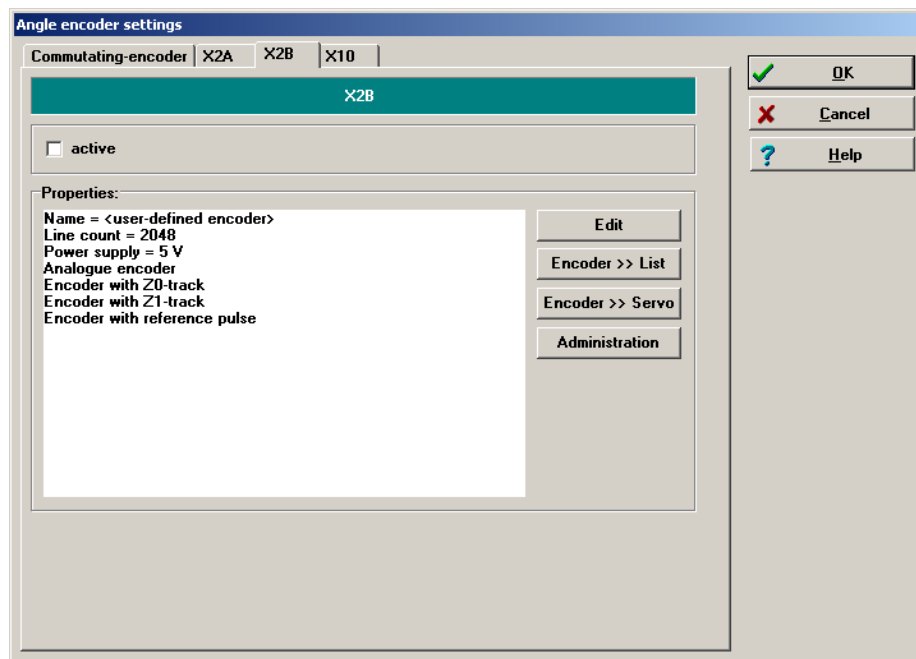 Angle encoder settings
Commutating-encoder X2A X2B X10
X2B
active
Properties:
Name = <user-defined encoder>
Line count = 2048
Power supply = 5 V
Analogue encoder
Encoder with Z0-track
Encoder with Z1-track
Encoder with reference pulse
Edit
Encoder >> List
Encoder >> Servo
Administration
OK
Cancel
Help